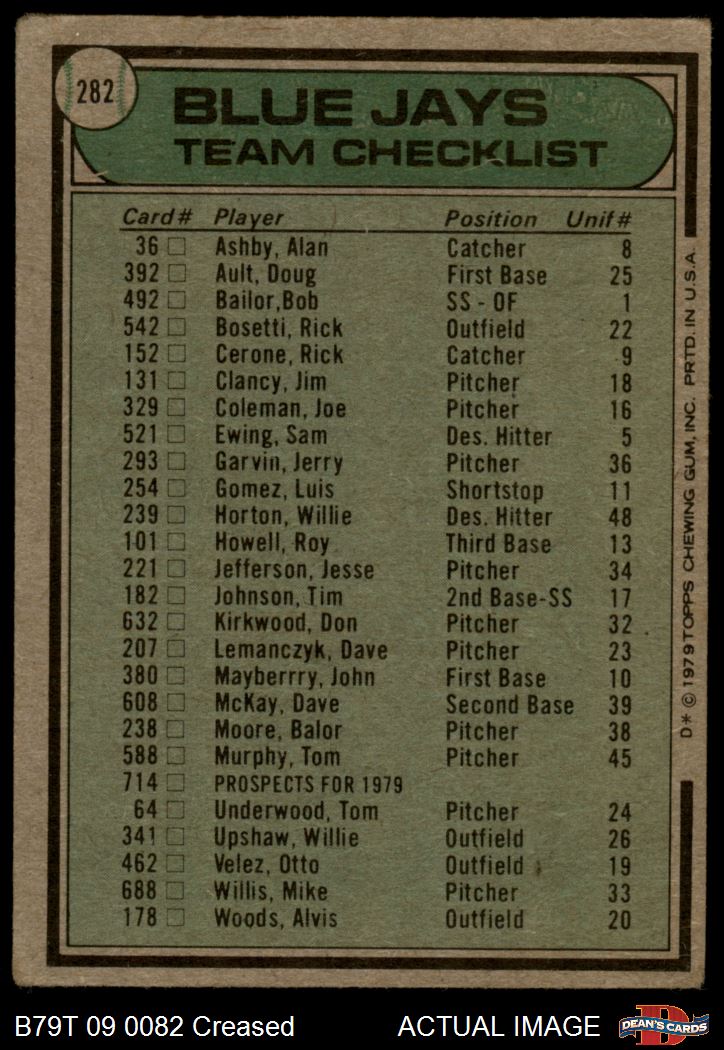 282
BLUE JAYS
TEAM CHECKLIST
Card# Player Position Unif#
36 Ashby, Alan Catcher 8
392 Ault, Doug First Base 25
492 Bailor,Bob SS - OF 1
542 Bosetti, Rick Outfield 22
152 Cerone, Rick Catcher 9
131 Clancy, Jim Pitcher 18
329 Coleman, Joe Pitcher 16
521 Ewing, Sam Des. Hitter 5
293 Garvin, Jerry Pitcher 36
254 Gomez, Luis Shortstop 11
239 Horton, Willie Des. Hitter 48
101 Howell, Roy Third Base 13
221 Jefferson, Jesse Pitcher 34
182 Johnson, Tim 2nd Base-SS 17
632 Kirkwood, Don Pitcher 32
207 Lemanczyk, Dave Pitcher 23
380 Mayberrry, John First Base 10
608 McKay, Dave Second Base 39
238 Moore, Balor Pitcher 38
588 Murphy, Tom Pitcher 45
714 PROSPECTS FOR 1979
64 Underwood, Tom Pitcher 24
341 Upshaw, Willie Outfield 26
462 Velez, Otto Outfield 19
688 Willis, Mike Pitcher 33
178 Woods, Alvis Outfield 20
D* © 1979 TOPPS CHEWING GUM, INC. PRTD. IN U.S.A.
B79T 09 0082 Creased ACTUAL IMAGE
D
DEAN'S CARDS